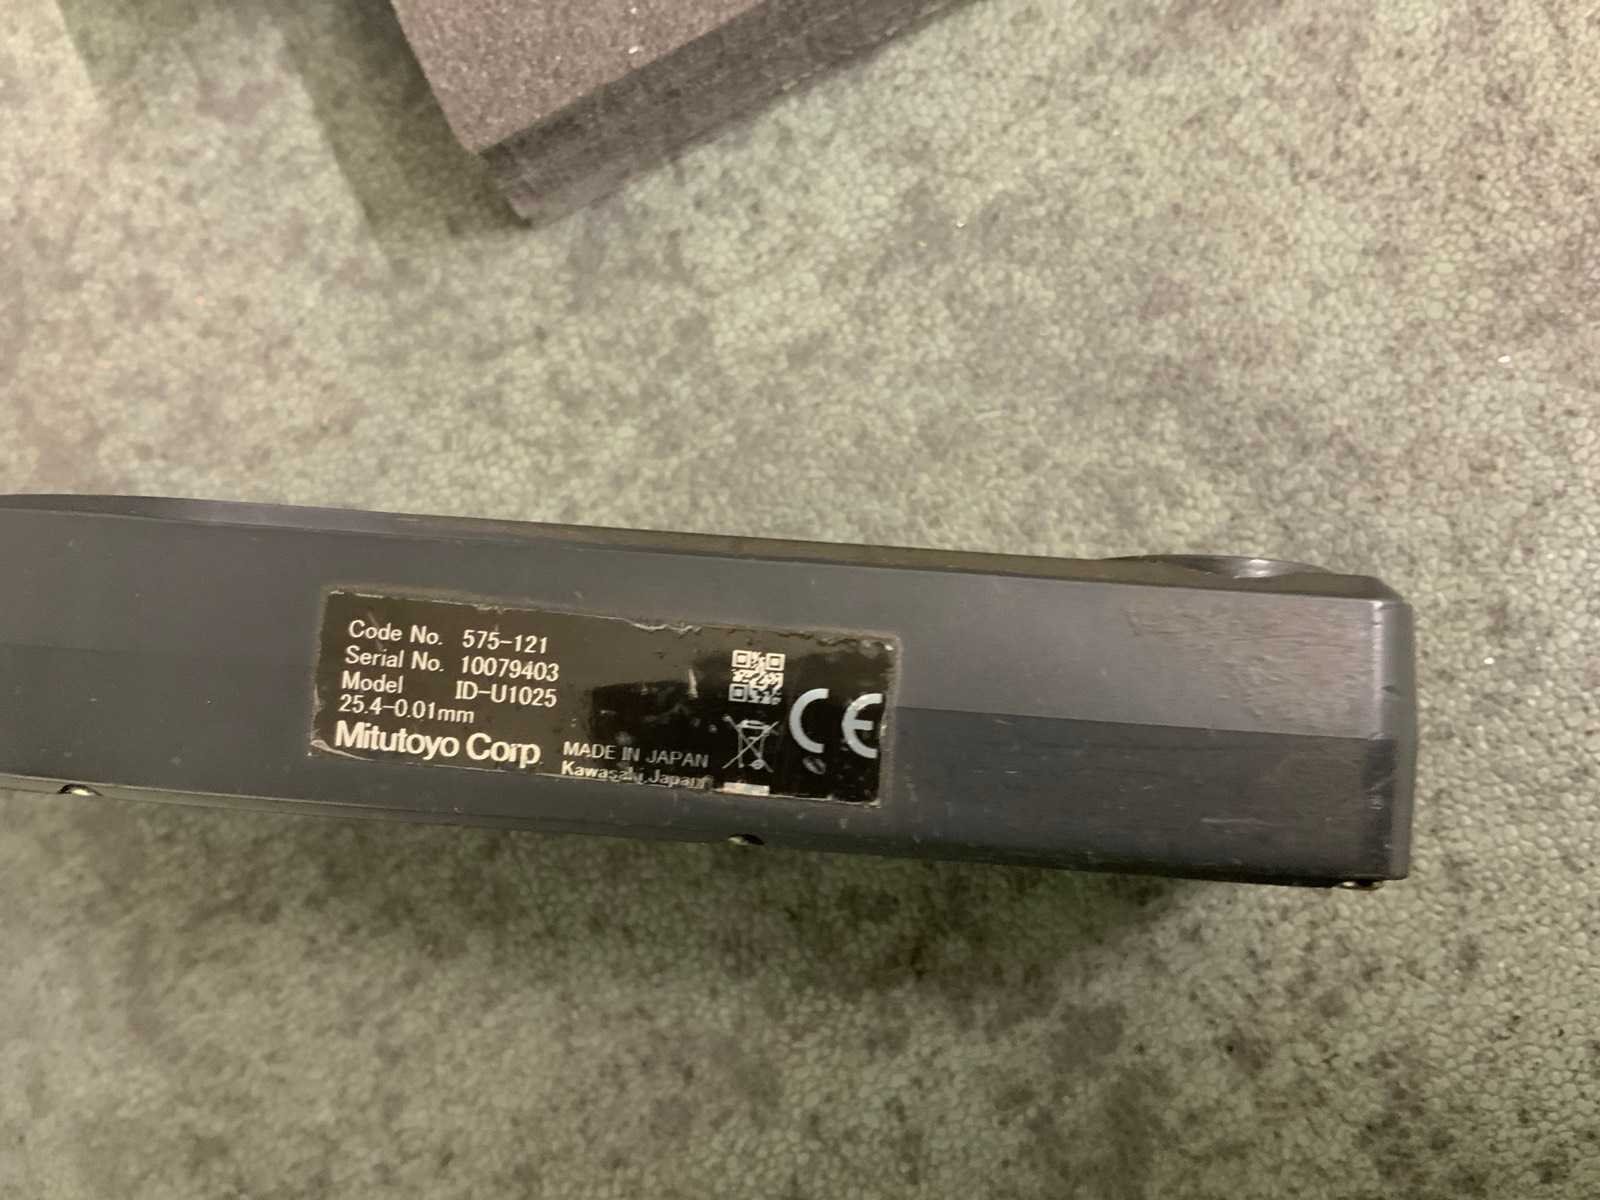 Code No. 575-121
Serial No. 10079403
Model ID-U1025
25.4-0.01mm
Mitutoyo Corp.
MADE IN JAPAN
Kawasaki, Japan
CE